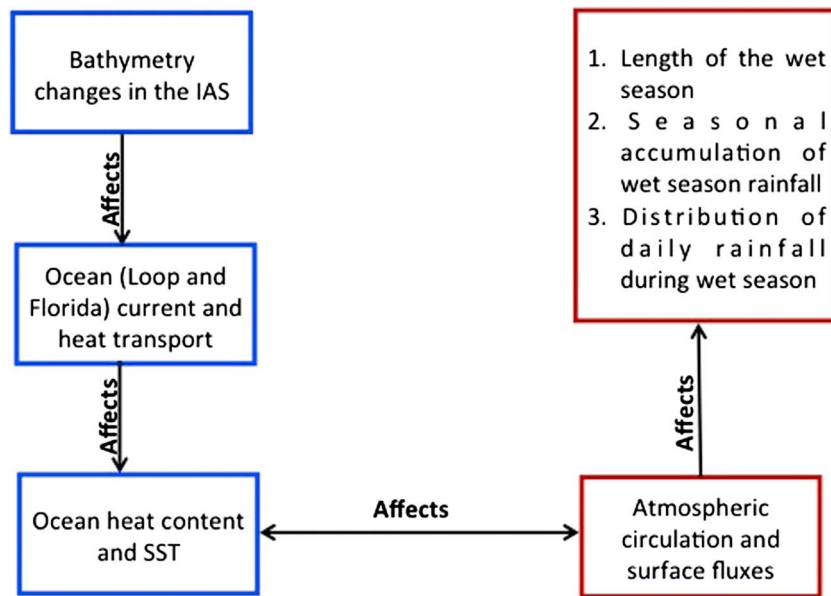 Bathymetry
changes in the IAS
Affects
Ocean (Loop and
Florida) current and
heat transport
Affects
Ocean heat content
and SST
Affects
Atmospheric
circulation and
surface fluxes
Affects
1. Length of the wet
season
2. Seasonal
accumulation of
wet season rainfall
3. Distribution of
daily rainfall
during wet season